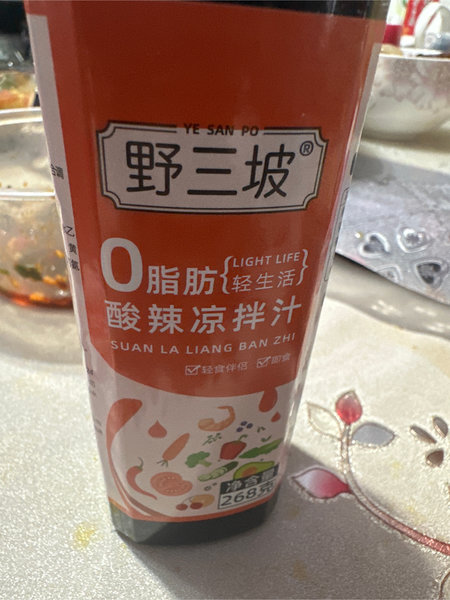 YE SAN PO
野三坡®
0脂肪{LIGHT LIFE
轻生活}
酸辣凉拌汁
SUAN LA LIANG BAN ZHI
轻食伴侣 即食
净含量
268克